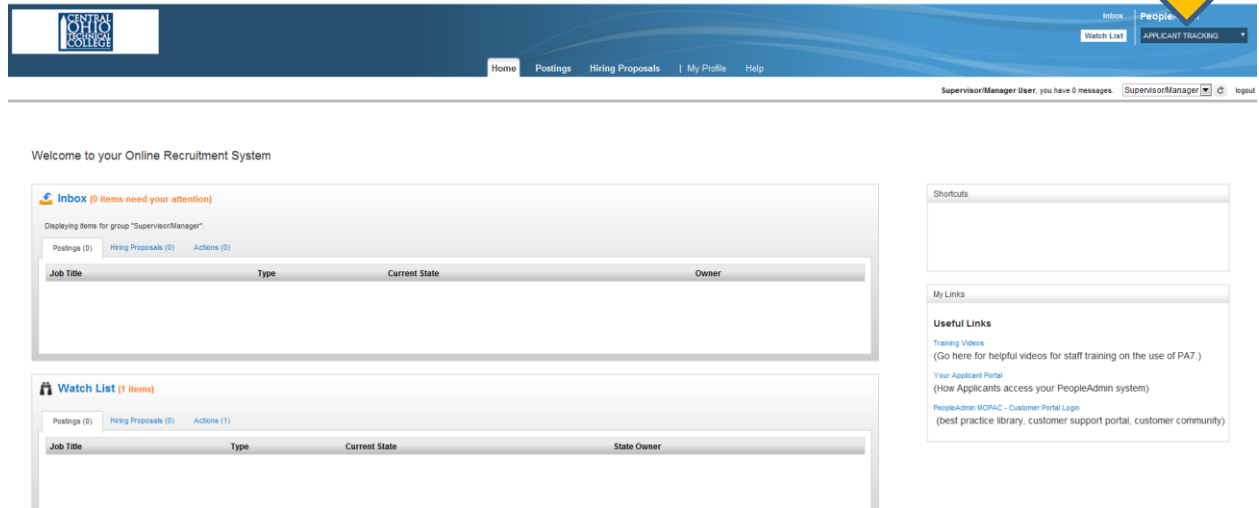 CENTRAL
OHIO
TECHNICAL
COLLEGE
Inbox
Watch List APPLICANT TRACKING
Home Postings Hiring Proposals | My Profile Help
Supervisor/Manager User, you have 0 messages. Supervisor/Manager logout
Welcome to your Online Recruitment System
Inbox (0 items need your attention)
Displaying items for group "Supervisor/Manager".
Postings (0) Hiring Proposals (0) Actions (0)
Job Title Type Current State Owner
Watch List (1 items)
Postings (0) Hiring Proposals (0) Actions (1)
Job Title Type Current State State Owner
Shortcuts
My Links
Useful Links
Training Videos
(Go here for helpful videos for staff training on the use of PA7.)
Your Applicant Portal
(How Applicants access your PeopleAdmin system)
PeopleAdmin MOPAC - Customer Portal Login
(best practice library, customer support portal, customer community)